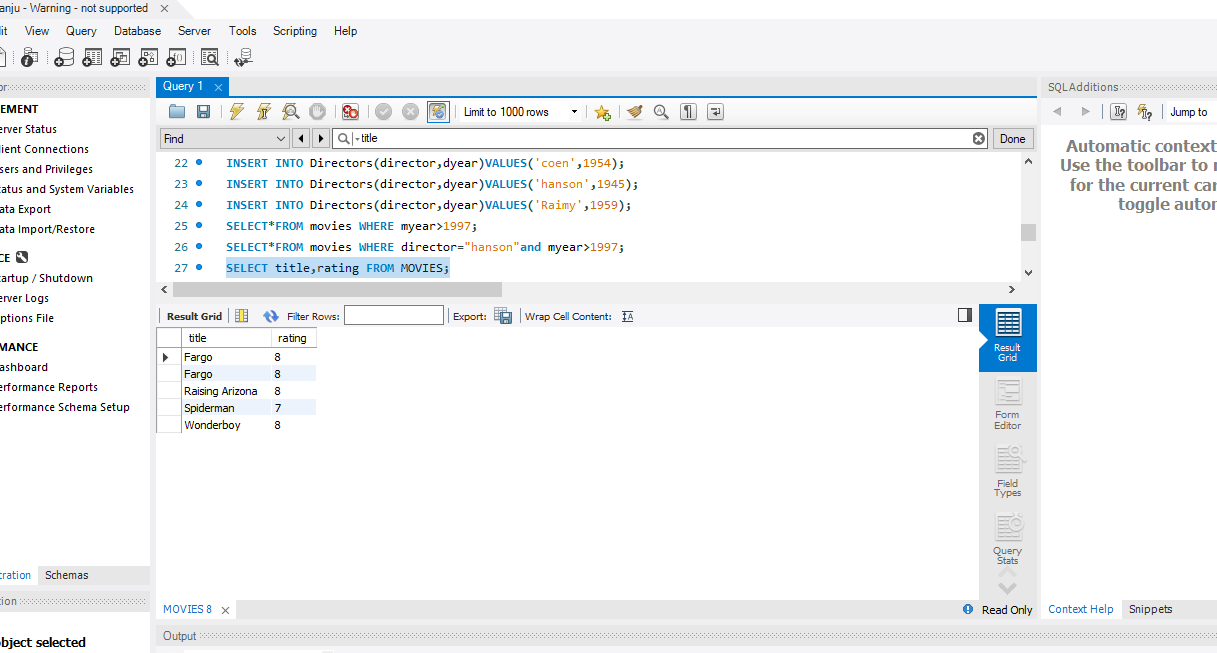 anju - Warning - not supported
it View Query Database Server Tools Scripting Help
or
EMENT
erver Status
lient Connections
sers and Privileges
tatus and System Variables
ata Export
ata Import/Restore
CE
tartup / Shutdown
erver Logs
ptions File
MANCE
ashboard
erformance Reports
erformance Schema Setup
tration Schemas
tion
object selected
Query 1
Limit to 1000 rows
Find title Done
22 INSERT INTO Directors(director,dyear)VALUES('coen',1954);
23 INSERT INTO Directors(director,dyear)VALUES('hanson',1945);
24 INSERT INTO Directors(director,dyear)VALUES('Raimy',1959);
25 SELECT*FROM movies WHERE myear>1997;
26 SELECT*FROM movies WHERE director="hanson"and myear>1997;
27 SELECT title,rating FROM MOVIES;
Result Grid Filter Rows: Export: Wrap Cell Content:
title rating
Fargo 8
Fargo 8
Raising Arizona 8
Spiderman 7
Wonderboy 8
Result
Grid
Form
Editor
Field
Types
Query
Stats
MOVIES 8 Read Only
Output
SQLAdditions
Jump to
Automatic context
Use the toolbar to
for the current car
toggle autor
Context Help Snippets